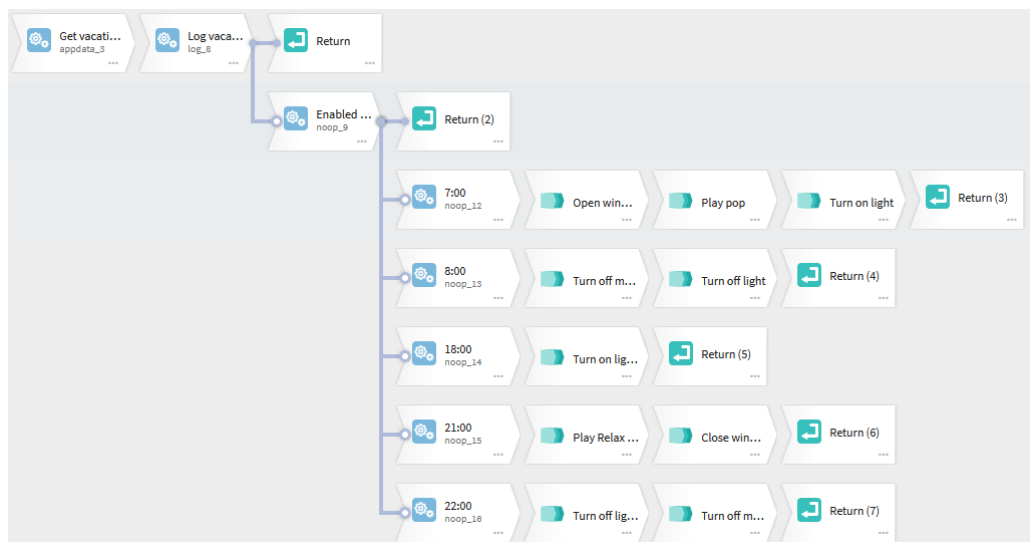 Get vacati...
appdata_3
Log vaca...
log_8
Return
Enabled ...
noop_9
Return (2)
7:00
noop_12
Open win...
Play pop
Turn on light
Return (3)
8:00
noop_13
Turn off m...
Turn off light
Return (4)
18:00
noop_14
Turn on lig...
Return (5)
21:00
noop_15
Play Relax ...
Close win...
Return (6)
22:00
noop_16
Turn off lig...
Turn off m...
Return (7)